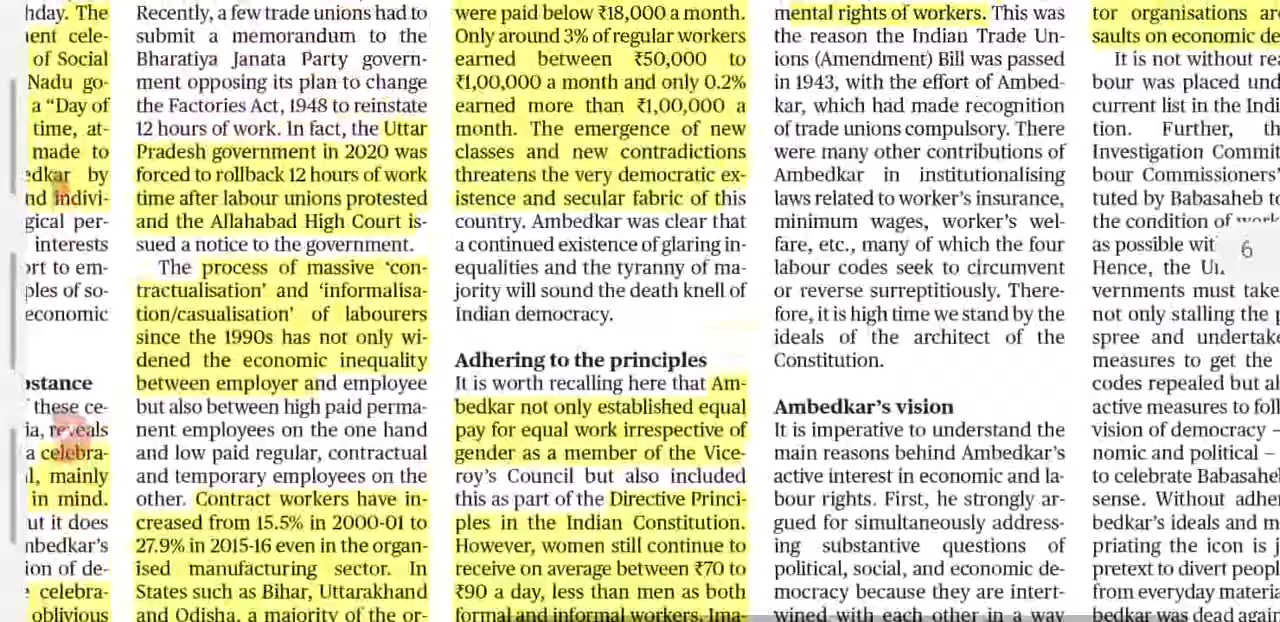 hday. The
ment cele-
of Social
Nadu go-
a “Day of
time, at-
made to
edkar by
nd indivi-
gical per-
interests
ort to em-
ples of so-
economic
ostance
these ce-
ia, reveals
a celebra-
l, mainly
in mind.
ut it does
mbedkar's
ion of de-
celebra-
oblivious
Recently, a few trade unions had to
submit a memorandum to the
Bharatiya Janata Party govern-
ment opposing its plan to change
the Factories Act, 1948 to reinstate
12 hours of work. In fact, the Uttar
Pradesh government in 2020 was
forced to rollback 12 hours of work
time after labour unions protested
and the Allahabad High Court is-
sued a notice to the government.
The process of massive ‘con-
tractualisation’ and ‘informalisa-
tion/casualisation’ of labourers
since the 1990s has not only wi-
dened the economic inequality
between employer and employee
but also between high paid perma-
nent employees on the one hand
and low paid regular, contractual
and temporary employees on the
other. Contract workers have in-
creased from 15.5% in 2000-01 to
27.9% in 2015-16 even in the organ-
ised manufacturing sector. In
States such as Bihar, Uttarakhand
and Odisha, a majority of the or-
were paid below ₹18,000 a month.
Only around 3% of regular workers
earned between ₹50,000 to
₹1,00,000 a month and only 0.2%
earned more than ₹1,00,000 a
month. The emergence of new
classes and new contradictions
threatens the very democratic ex-
istence and secular fabric of this
country. Ambedkar was clear that
a continued existence of glaring in-
equalities and the tyranny of ma-
jority will sound the death knell of
Indian democracy.
Adhering to the principles
It is worth recalling here that Am-
bedkar not only established equal
pay for equal work irrespective of
gender as a member of the Vice-
roy's Council but also included
this as part of the Directive Princi-
ples in the Indian Constitution.
However, women still continue to
receive on average between ₹70 to
₹90 a day, less than men as both
formal and informal workers. Ima-
mental rights of workers. This was
the reason the Indian Trade Un-
ions (Amendment) Bill was passed
in 1943, with the effort of Ambed-
kar, which had made recognition
of trade unions compulsory. There
were many other contributions of
Ambedkar in institutionalising
laws related to worker's insurance,
minimum wages, worker's wel-
fare, etc., many of which the four
labour codes seek to circumvent
or reverse surreptitiously. There-
fore, it is high time we stand by the
ideals of the architect of the
Constitution.
Ambedkar's vision
It is imperative to understand the
main reasons behind Ambedkar's
active interest in economic and la-
bour rights. First, he strongly ar-
gued for simultaneously address-
ing substantive questions of
political, social, and economic de-
mocracy because they are intert-
wined with each other in a way
tor organisations are
saults on economic de
It is not without rea
bour was placed und
current list in the Indi
tion. Further, th
Investigation Commit
bour Commissioners'
tuted by Babasaheb to
the condition of
as possible wit
Hence, the
vernments must take
not only stalling the p
spree and undertake
measures to get the
codes repealed but al
active measures to foll
vision of democracy –
nomic and political –
to celebrate Babasahe
sense. Without adher
bedkar's ideals and m
priating the icon is j
pretext to divert peopl
from everyday materia
bedkar was dead again
6